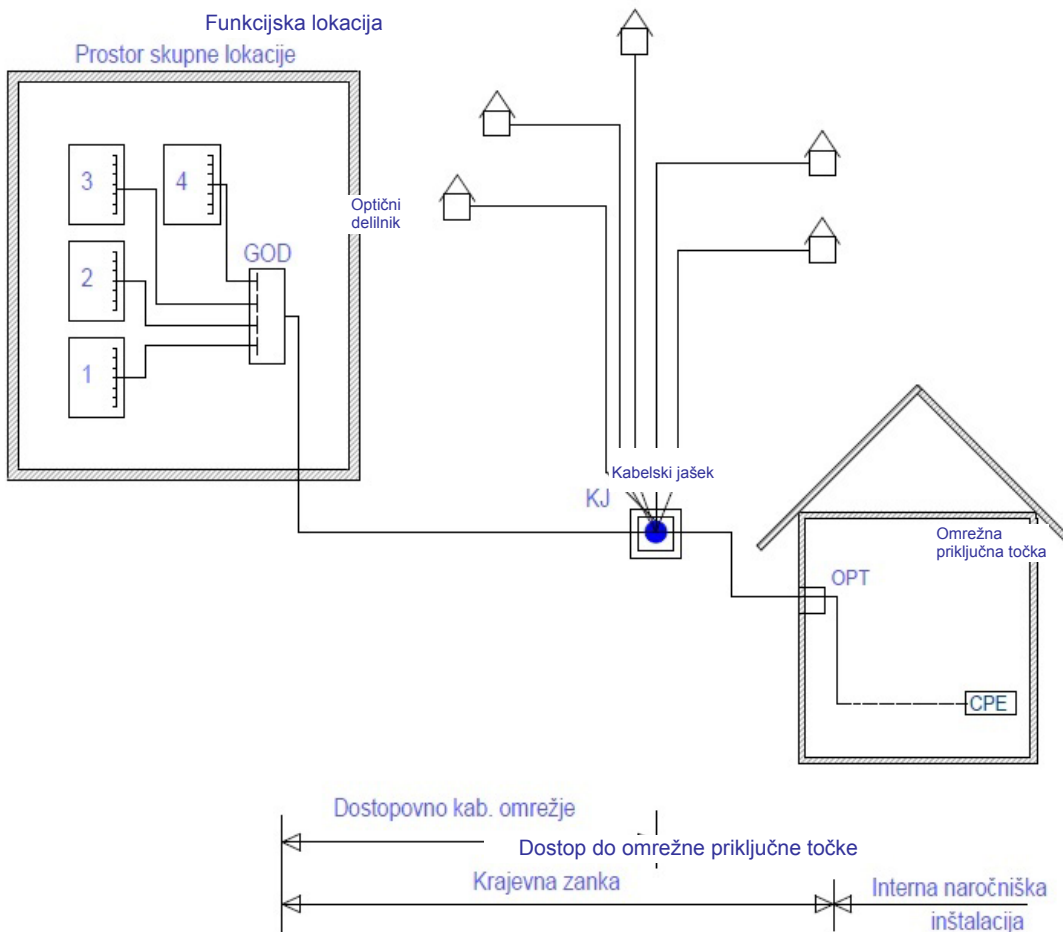 Funkcijska lokacija
Prostor skupne lokacije
3
4
Optični
delilnik
GOD
2
1
Kabelski jašek
KJ
Omrežna
priključna točka
OPT
CPE
Dostopovno kab. omrežje
Dostop do omrežne priključne točke
Krajevna zanka
Interna naročniška
inštalacija